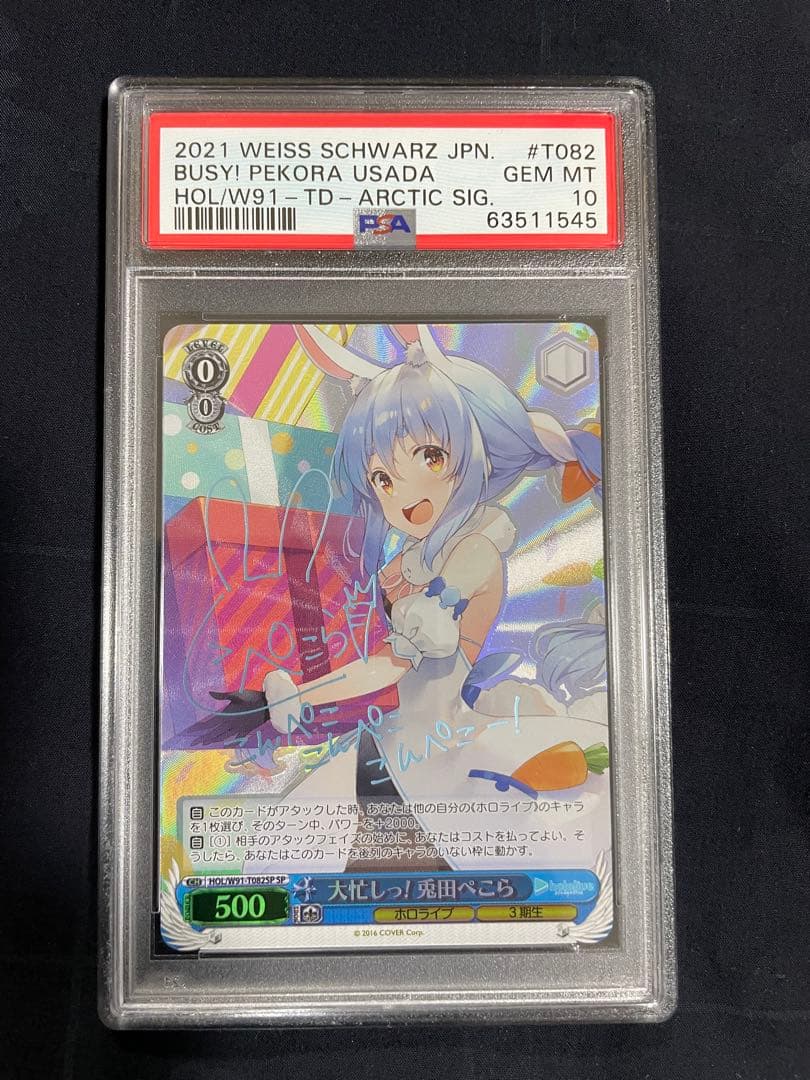 2021 WEISS SCHWARZ JPN. #T082
BUSY! PEKORA USADA GEM MT
HOL/W91-TD-ARCTIC SIG. 10
PSA 63511545
LEVEL
0
0
COST
ぺこら
こんぺこ
こんぺこ
こんぺこー!
自 このカードがアタックした時、あなたは他の自分の《ホロライブ》のキャラ
を1枚選び、そのターン中、パワーを+2000。
自 [①] 相手のアタックフェイズの始めに、あなたはコストを払ってよい。そ
うしたら、あなたはこのカードを後列のキャラのいない枠に動かす。
CH HOL/W91-T082SP SP
500
大忙しっ! 兎田ぺこら
hololive
ホロライブ 3期生
© 2016 COVER Corp.